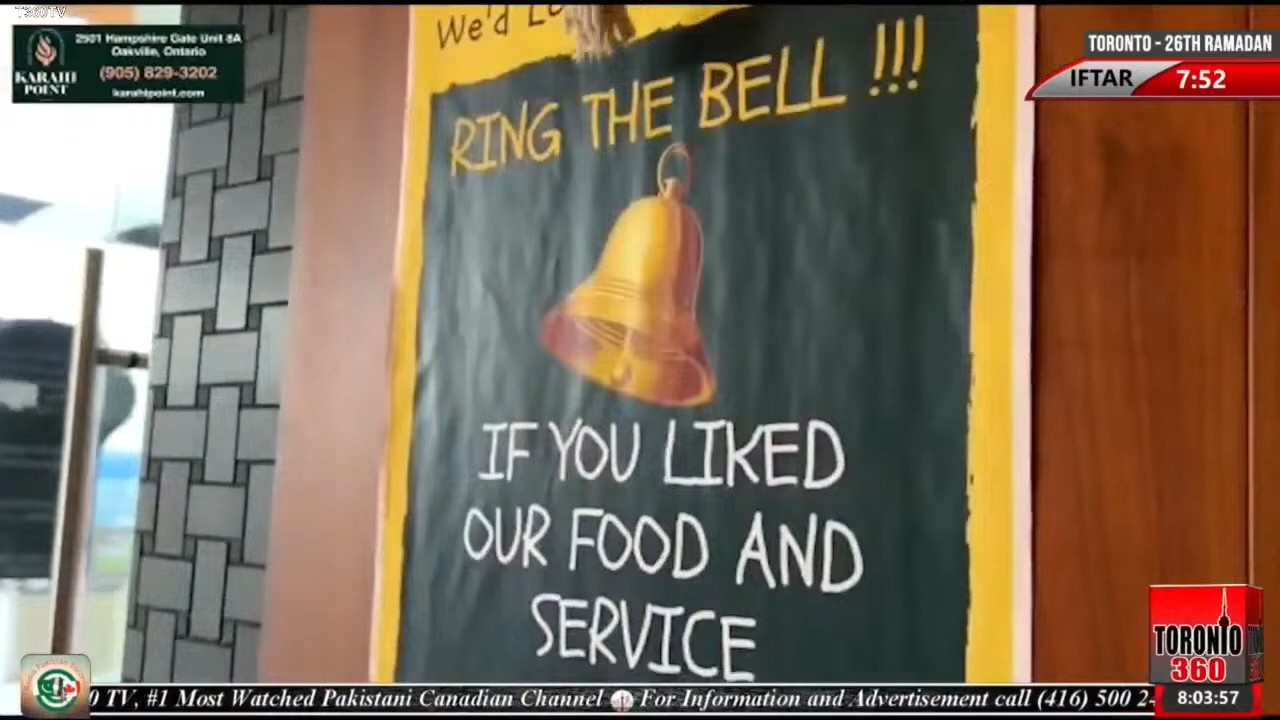 T360TV
2501 Hampshire Gate Unit 8A
Oakville, Ontario
(905) 829-3202
karahipoint.com
KARAHI
POINT
TORONTO - 26TH RAMADAN
IFTAR 7:52
We'd
RING THE BELL !!!
IF YOU LIKED
OUR FOOD AND
SERVICE
TORONTO
360
8:03:57
0 TV, #1 Most Watched Pakistani Canadian Channel For Information and Advertisement call (416) 500 2